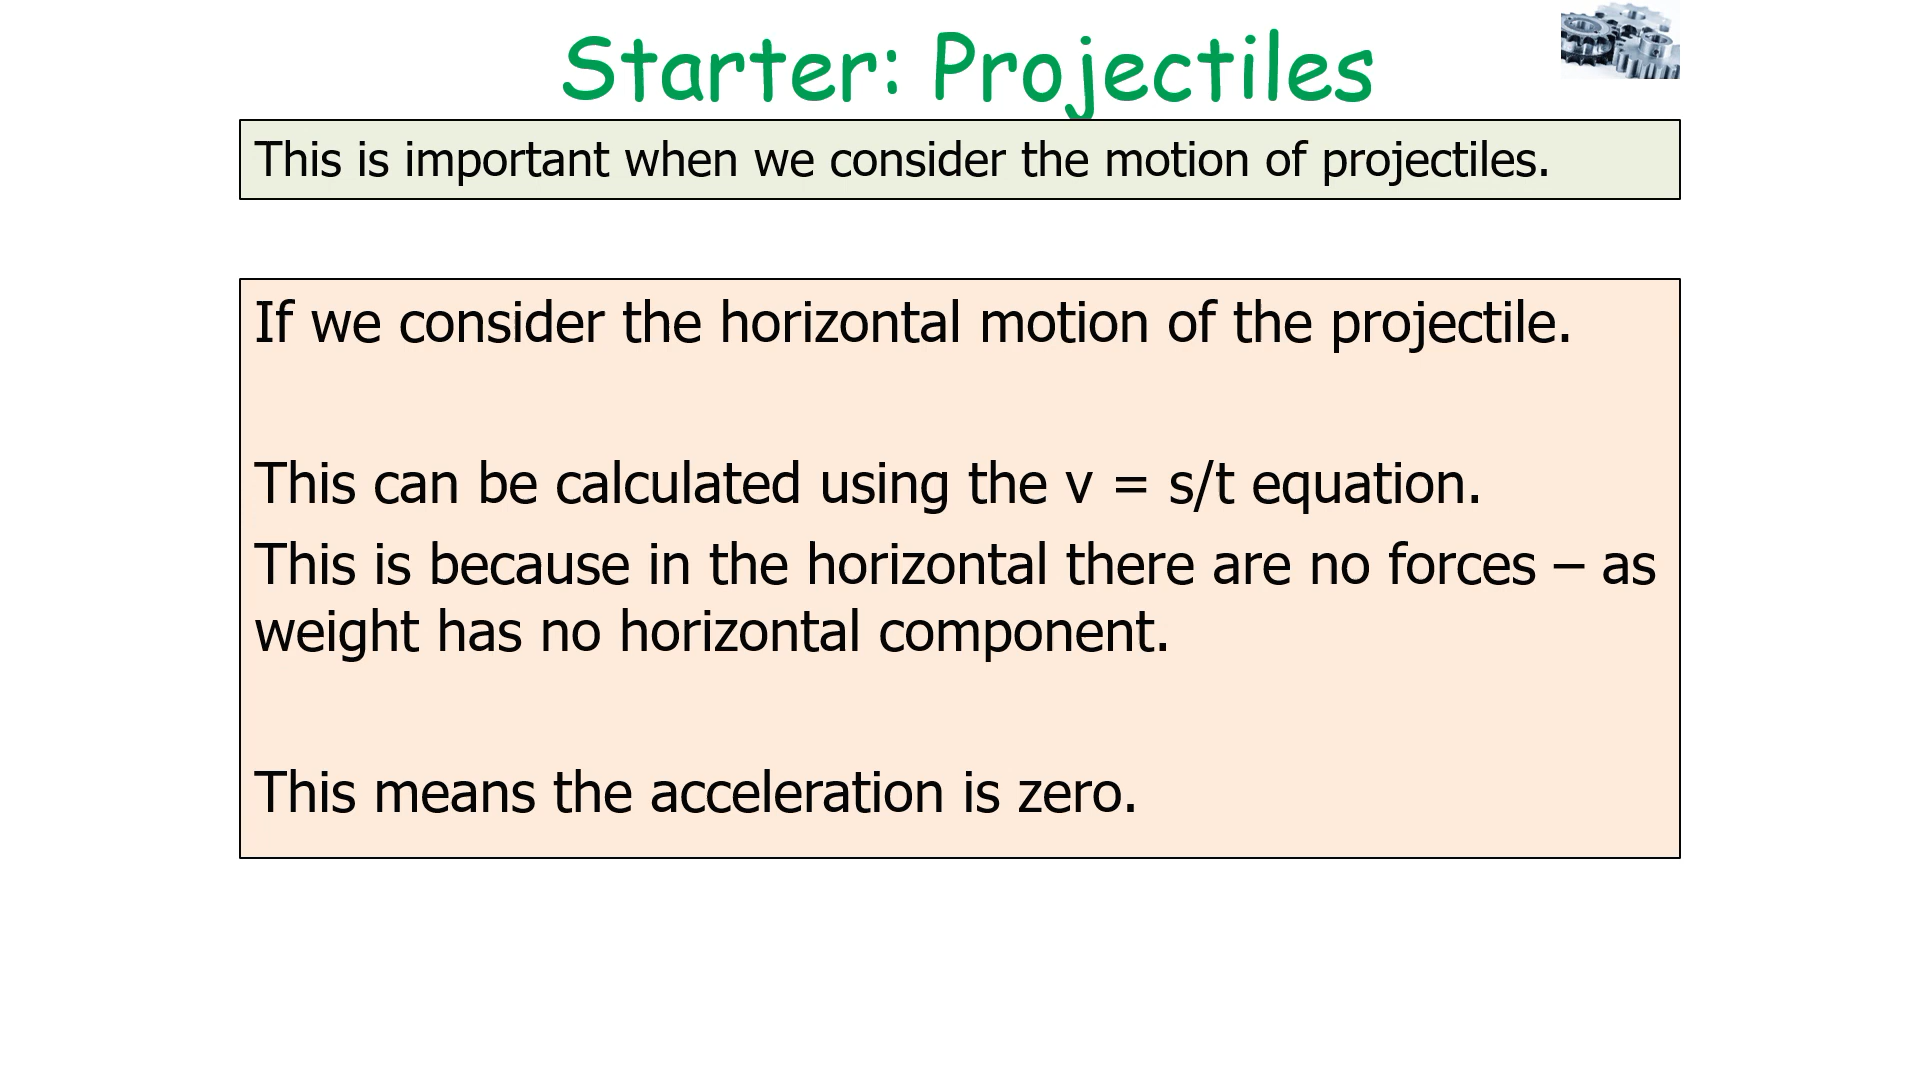 Starter: Projectiles
This is important when we consider the motion of projectiles.
If we consider the horizontal motion of the projectile.
This can be calculated using the v = s/t equation.
This is because in the horizontal there are no forces – as
weight has no horizontal component.
This means the acceleration is zero.